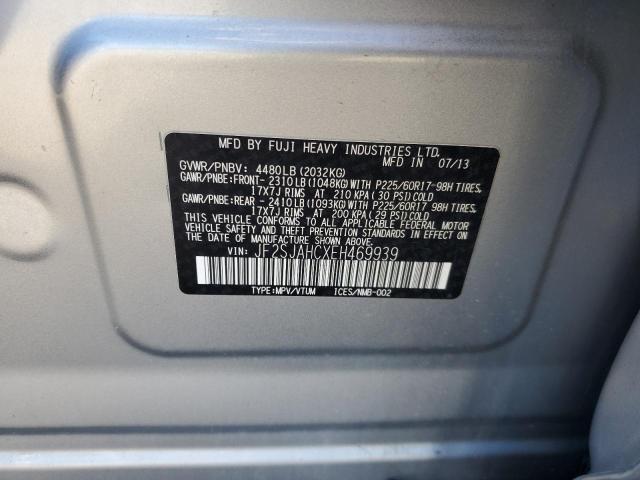 MFD BY FUJI HEAVY INDUSTRIES LTD.
MFD IN 07/13
GVWR/PNBV: 4480LB(2032KG)
GAWR/PNBE:FRONT-2310LB(1048KG)WITH P225/60R17-98H TIRES,
17X7J RIMS AT 210 KPA(30 PSI)COLD
GAWR/PNBE:REAR -2410LB(1093KG)WITH P225/60R17 98H TIRES,
17X7J RIMS AT 200 KPA(29 PSI)COLD
THIS VEHICLE CONFORMS TO ALL APPLICABLE FEDERAL MOTOR
VEHICLE SAFETY AND THEFT PREVENTION STANDARDS IN EFFECT
ON THE DATE OF MANUFACTURE SHOWN ABOVE.
VIN: JF2SJAHCXEH469939
TYPE:MPV/VTUM ICES/NMB-002